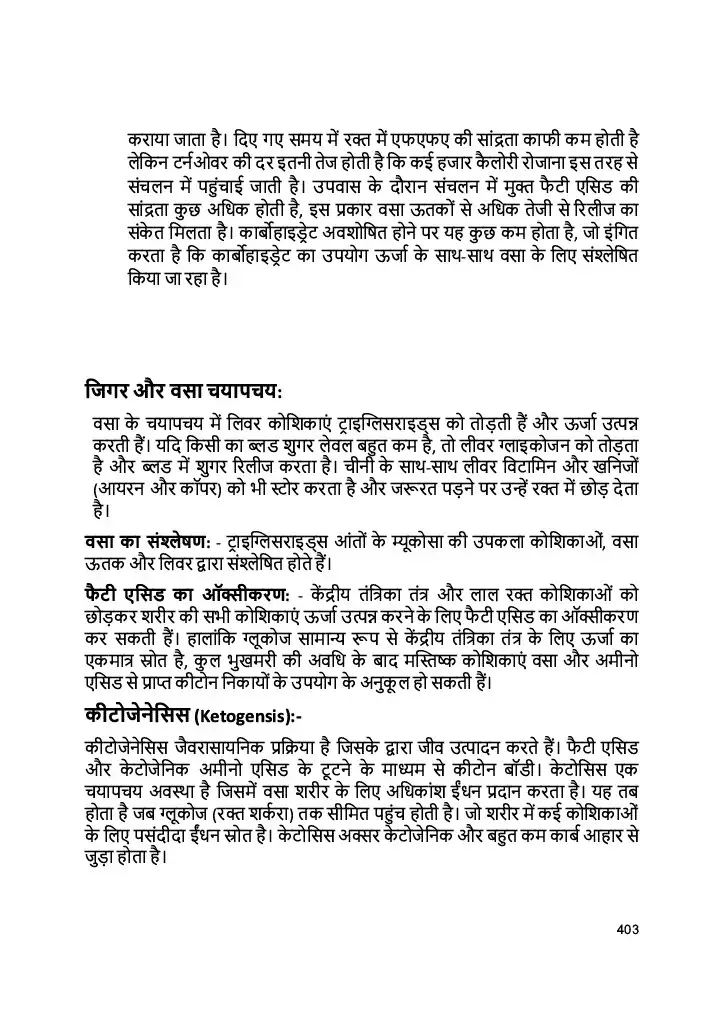 कराया जाता है। दिए गए समय में रक्त में एफएफए की सांद्रता काफी कम होती है
लेकिन टर्नओवर की दर इतनी तेज होती है कि कई हजार कैलोरी रोजाना इस तरह से
संचलन में पहुंचाई जाती है। उपवास के दौरान संचलन में मुक्त फैटी एसिड की
सांद्रता कुछ अधिक होती है, इस प्रकार वसा ऊतकों से अधिक तेजी से रिलीज का
संकेत मिलता है। कार्बोहाइड्रेट अवशोषित होने पर यह कुछ कम होता है, जो इंगित
करता है कि कार्बोहाइड्रेट का उपयोग ऊर्जा के साथ-साथ वसा के लिए संश्लेषित
किया जा रहा है।
जिगर और वसा चयापचय:
वसा के चयापचय में लिवर कोशिकाएं ट्राइग्लिसराइड्स को तोड़ती हैं और ऊर्जा उत्पन्न
करती हैं। यदि किसी का ब्लड शुगर लेवल बहुत कम है, तो लीवर ग्लाइकोजन को तोड़ता
है और ब्लड में शुगर रिलीज करता है। चीनी के साथ-साथ लीवर विटामिन और खनिजों
(आयरन और कॉपर) को भी स्टोर करता है और जरूरत पड़ने पर उन्हें रक्त में छोड़ देता
है।
वसा का संश्लेषण: - ट्राइग्लिसराइड्स आंतों के म्यूकोसा की उपकला कोशिकाओं, वसा
ऊतक और लिवर द्वारा संश्लेषित होते हैं।
फैटी एसिड का ऑक्सीकरण: - केंद्रीय तंत्रिका तंत्र और लाल रक्त कोशिकाओं को
छोड़कर शरीर की सभी कोशिकाएं ऊर्जा उत्पन्न करने के लिए फैटी एसिड का ऑक्सीकरण
कर सकती हैं। हालांकि ग्लूकोज सामान्य रूप से केंद्रीय तंत्रिका तंत्र के लिए ऊर्जा का
एकमात्र स्रोत है, कुल भुखमरी की अवधि के बाद मस्तिष्क कोशिकाएं वसा और अमीनो
एसिड से प्राप्त कीटोन निकायों के उपयोग के अनुकूल हो सकती हैं।
कीटोजेनेसिस (Ketogensis):-
कीटोजेनेसिस जैवरासायनिक प्रक्रिया है जिसके द्वारा जीव उत्पादन करते हैं। फैटी एसिड
और केटोजेनिक अमीनो एसिड के टूटने के माध्यम से कीटोन बॉडी। केटोसिस एक
चयापचय अवस्था है जिसमें वसा शरीर के लिए अधिकांश ईंधन प्रदान करता है। यह तब
होता है जब ग्लूकोज (रक्त शर्करा) तक सीमित पहुंच होती है। जो शरीर में कई कोशिकाओं
के लिए पसंदीदा ईंधन स्रोत है। केटोसिस अक्सर केटोजेनिक और बहुत कम कार्ब आहार से
जुड़ा होता है।
403